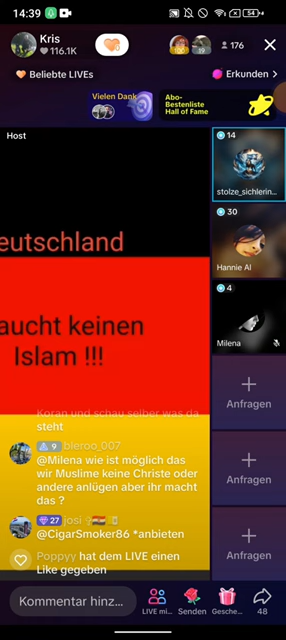 14:39
54
Kris
116.1K
100
19
176
Beliebte LIVEs
Erkunden
Vielen Dank
Abo-
Bestenliste
Hall of Fame
Host
14
stolze_sichlerin...
eutschland
30
Hannie Al
aucht keinen
Islam !!!
4
Milena
Anfragen
Koran und schau selber was da
steht
9 bleroo_007
@Milena wie ist möglich das
wir Muslime keine Christe oder
andere anlügen aber ihr macht
das ?
Anfragen
27 josi
@CigarSmoker86 *anbieten
Poppyy hat dem LIVE einen
Like gegeben
Anfragen
Kommentar hinz...
LIVE mi...
Senden
Gesche...
48